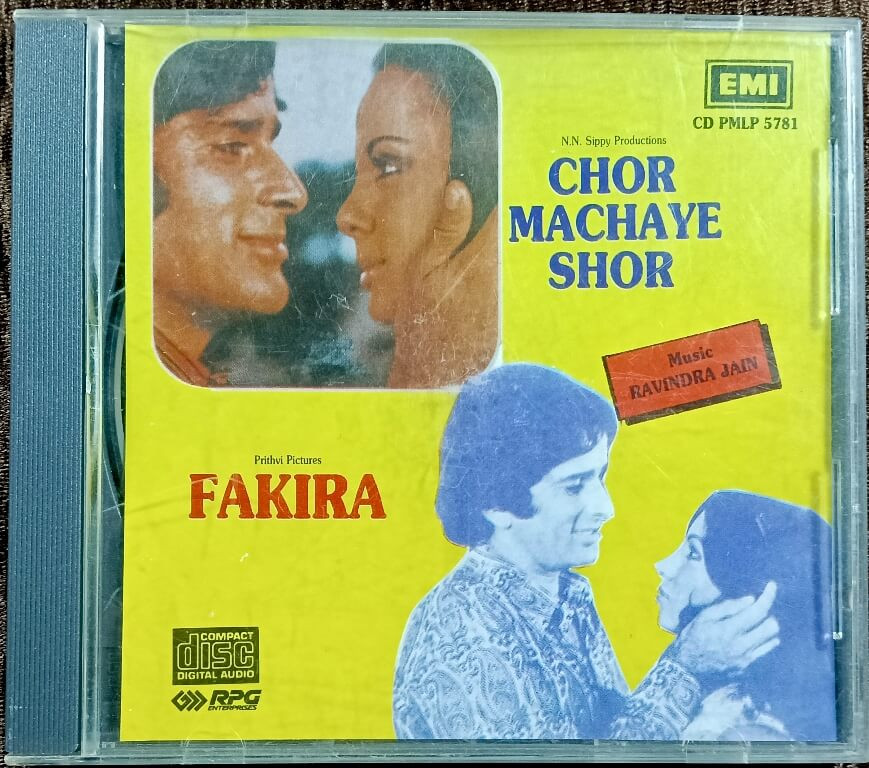 EMI
CD PMLP 5781
N.N. Sippy Productions
CHOR
MACHAYE
SHOR
Music
RAVINDRA JAIN
Prithvi Pictures
FAKIRA
COMPACT
disc
DIGITAL AUDIO
RPG
ENTERPRISES